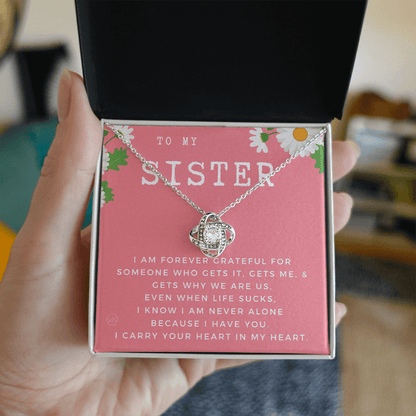 TO MY
SISTER
I AM FOREVER GRATEFUL FOR
SOMEONE WHO GETS IT, GETS ME, &
GETS WHY WE ARE US.
EVEN WHEN LIFE SUCKS,
I KNOW I AM NEVER ALONE
BECAUSE I HAVE YOU.
I CARRY YOUR HEART IN MY HEART.